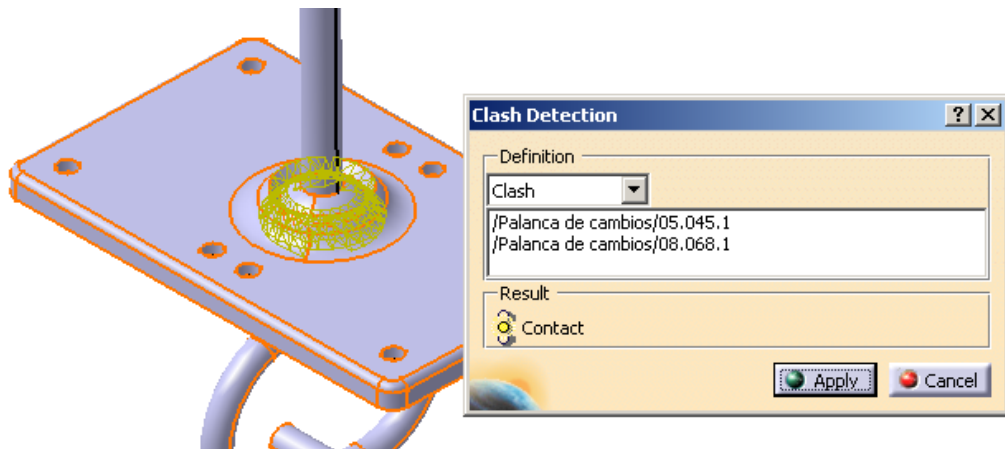 Clash Detection
Definition
Clash
/Palanca de cambios/05.045.1
/Palanca de cambios/08.068.1
Result
Contact
Apply
Cancel